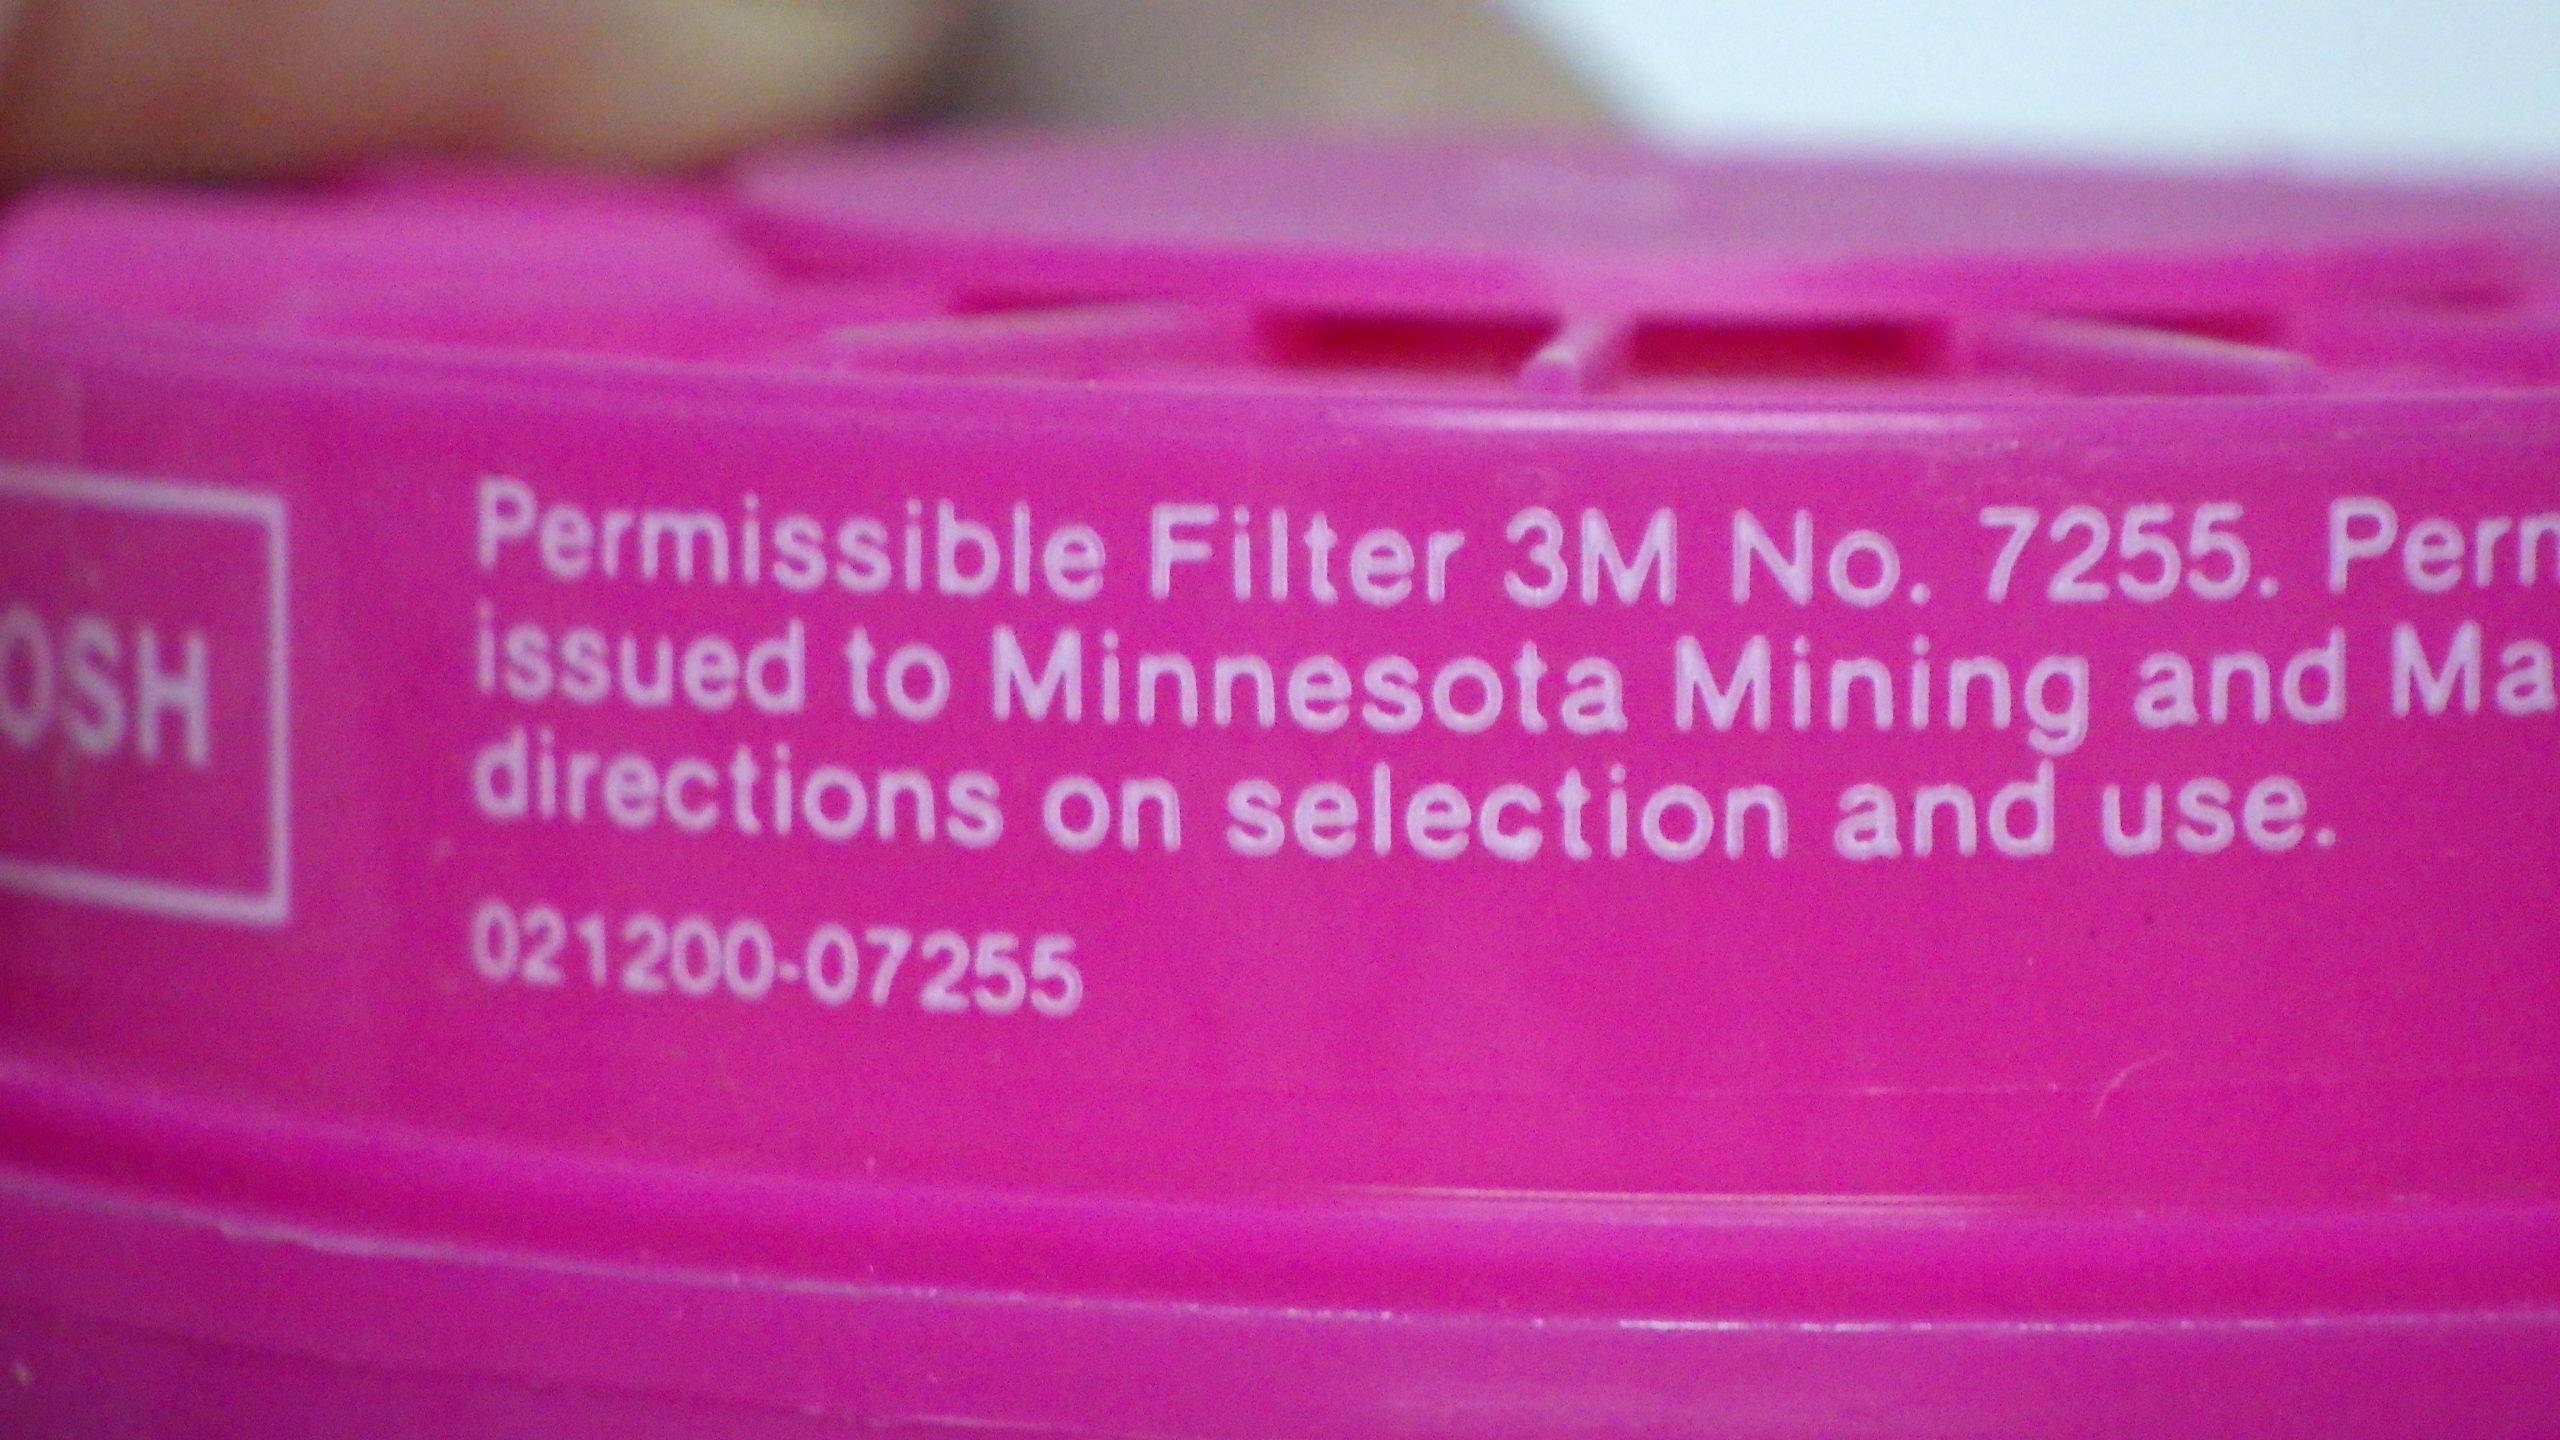 OSH
Permissible Filter 3M No. 7255. Perm
issued to Minnesota Mining and Ma
directions on selection and use.
021200-07255